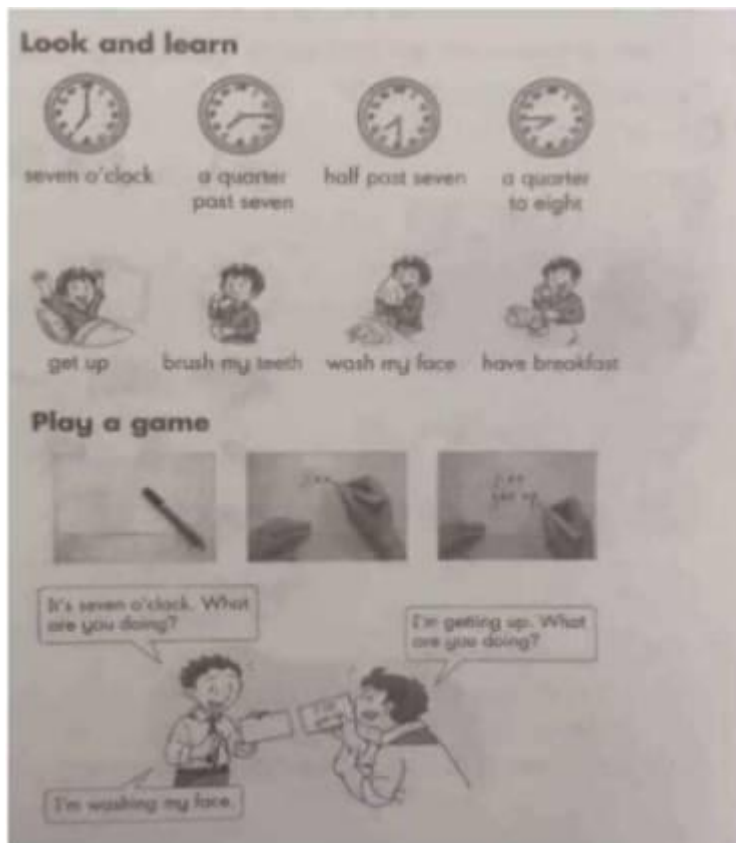 Look and learn
seven o'clock
a quarter
past seven
half past seven
a quarter
to eight
get up
brush my teeth
wash my face
have breakfast
Play a game
get up
It's seven o'clock. What
are you doing?
I'm getting up. What
are you doing?
I'm washing my face.